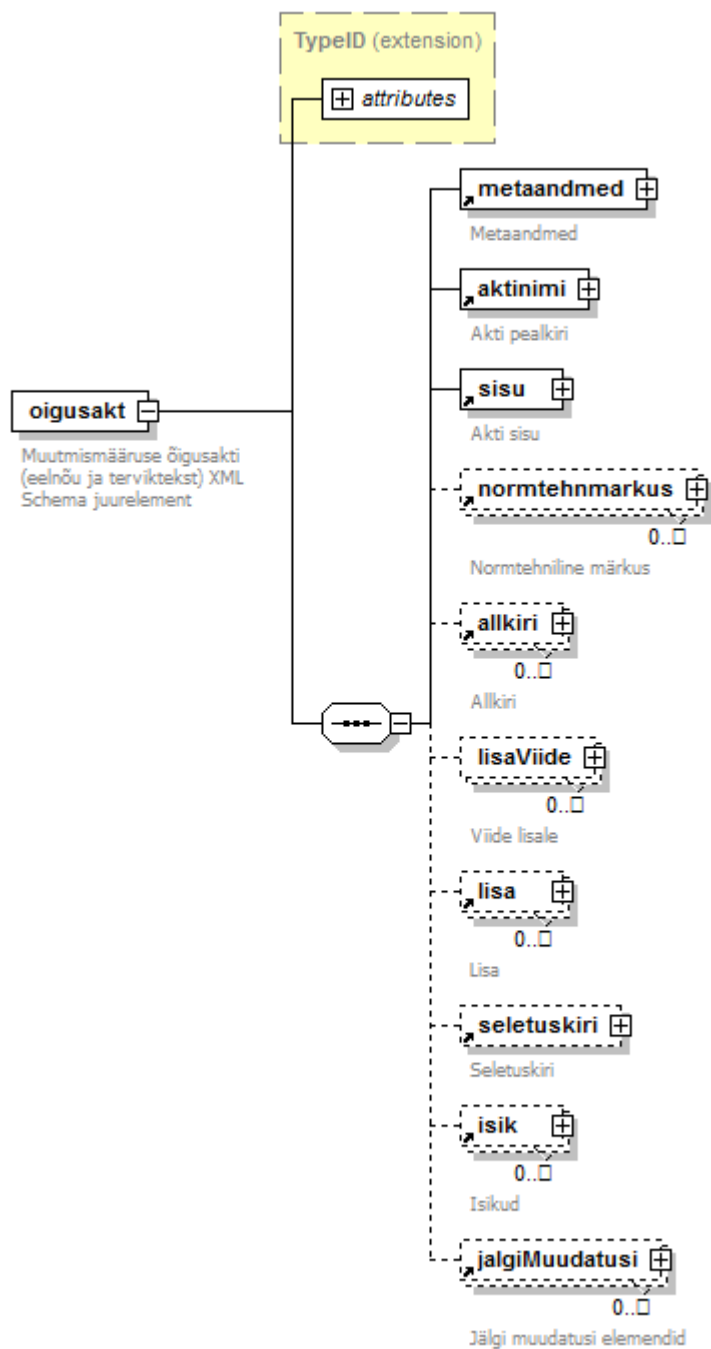 TypeID (extension)
attributes
metaandmed
Metaandmed
aktinimi
Akti pealkiri
sisu
Akti sisu
oigusakt
Muutmismääruse õigusakti
(eelnõu ja terviktekst) XML
Schema juurelement
normtehnmarkus
0..□
Normtehniline märkus
allkiri
0..□
Allkiri
lisaViide
0..□
Viide lisale
lisa
0..□
Lisa
seletuskiri
Seletuskiri
isik
0..□
Isikud
jalgiMuudatusi
0..□
Jälgi muudatusi elemendid